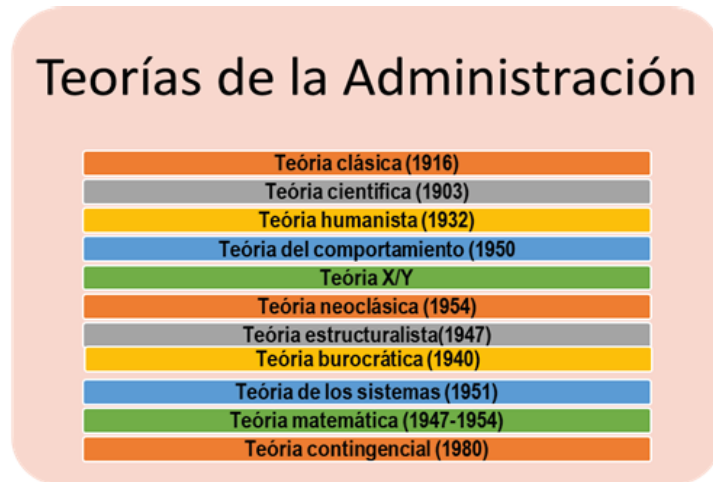 Teorías de la Administración
Teória clásica (1916)
Teória científica (1903)
Teória humanista (1932)
Teória del comportamiento (1950
Teória X/Y
Teória neoclásica (1954)
Teória estructuralista(1947)
Teória burocrática (1940)
Teória de los sistemas (1951)
Teória matemática (1947-1954)
Teória contingencial (1980)